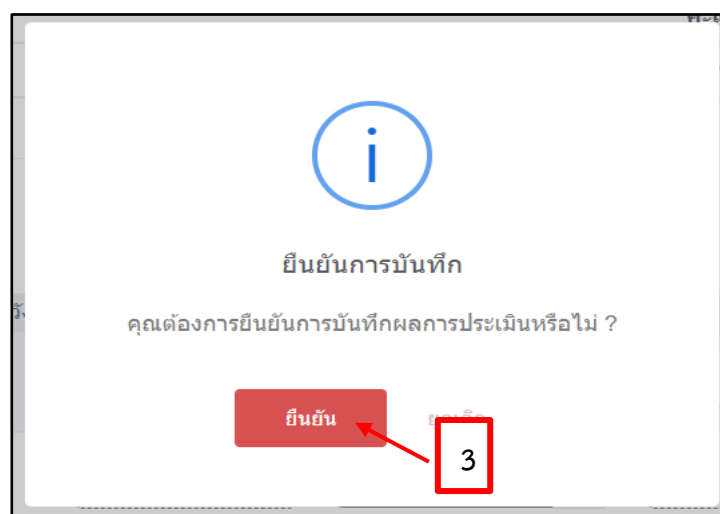 ยืนยันการบันทึก
คุณต้องการยืนยันการบันทึกผลการประเมินหรือไม่ ?
ยืนยัน
3